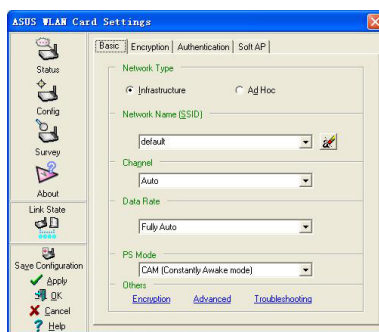 ASUS WLAN Card Settings
Status
Config
Survey
About
Link State
Save Configuration
Apply
OK
Cancel
Help
Basic
Encryption
Authentication
Soft AP
Network Type
Infrastructure
Ad Hoc
Network Name (SSID)
default
Channel
Auto
Data Rate
Fully Auto
PS Mode
CAM (Constantly Awake mode)
Others
Encryption
Advanced
Troubleshooting